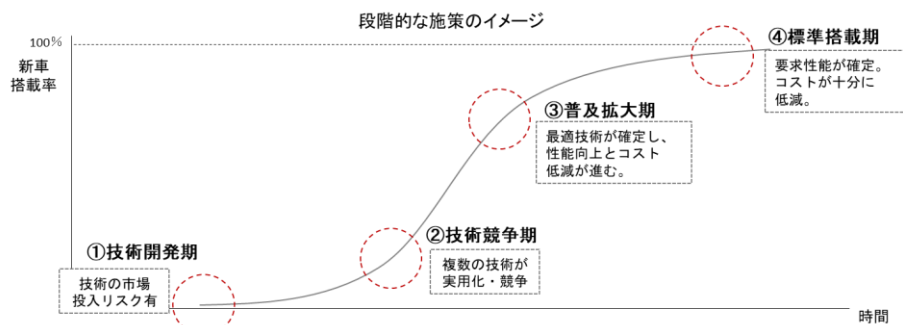 段階的な施策のイメージ
100%
新車
搭載率
①技術開発期
技術の市場
投入リスク有
②技術競争期
複数の技術が
実用化・競争
③普及拡大期
最適技術が確定し、
性能向上とコスト
低減が進む。
④標準搭載期
要求性能が確定。
コストが十分に
低減。
時間